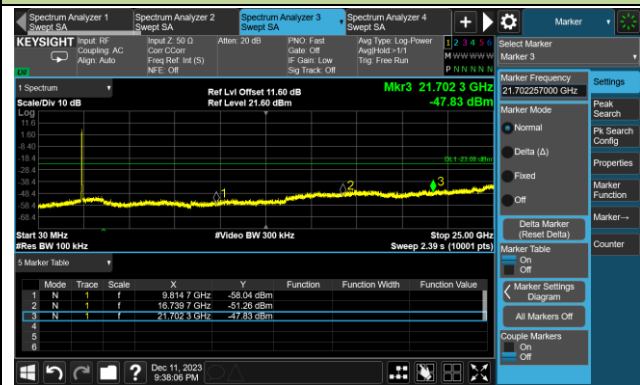 Spectrum Analyzer 1
Swept SA
Spectrum Analyzer 2
Swept SA
Spectrum Analyzer 3
Swept SA
Spectrum Analyzer 4
Swept SA
+
Marker
KEYSIGHT
Input: RF
Coupling: AC
Align: Auto
Input Z: 50 Ω
Corr CCorr
Freq Ref: Int (S)
NFE: Off
Atten: 20 dB
PNO: Fast
Gate: Off
IF Gain: Low
Sig Track: Off
Avg Type: Log-Power
Avg|Hold:>1/1
Trig: Free Run
1 2 3 4 5 6
M W W W W W
P N N N N N
Select Marker
Marker 3
1 Spectrum
Scale/Div 10 dB
Ref Lvl Offset 11.60 dB
Ref Level 21.60 dBm
Mkr3 21.702 3 GHz
-47.83 dBm
Log
11.6
1.60
-8.40
-18.4
-28.4
-38.4
-48.4
-58.4
-68.4
DL1 -23.00 dBm
1
2
3
Start 30 MHz
#Res BW 100 kHz
#Video BW 300 kHz
Stop 25.00 GHz
Sweep 2.39 s (10001 pts)
5 Marker Table
Mode Trace Scale X Y Function Function Width Function Value
1 N 1 f 9.814 7 GHz -58.04 dBm
2 N 1 f 16.739 7 GHz -51.26 dBm
3 N 1 f 21.702 3 GHz -47.83 dBm
4
5
6
Marker Frequency
21.702257000 GHz
Marker Mode
Normal
Delta (Δ)
Fixed
Off
Delta Marker
(Reset Delta)
Marker Table
On
Off
Marker Settings
Diagram
All Markers Off
Couple Markers
On
Off
Settings
Peak
Search
Pk Search
Config
Properties
Marker
Function
Marker→
Counter
?
Dec 11, 2023
9:38:06 PM